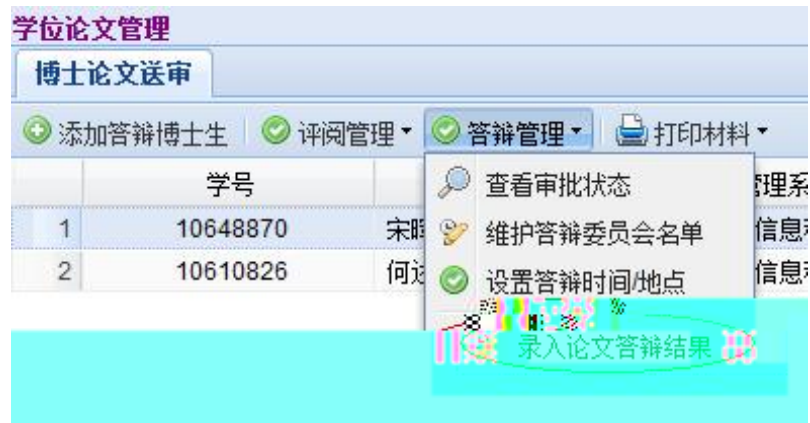 学位论文管理
博士论文送审
添加答辩博士生 评阅管理 答辩管理 打印材料
学号
查看审批状态
管理系
1 10648870 宋
维护答辩委员会名单
信息
2 10610826 何
设置答辩时间/地点
信息
录入论文答辩结果